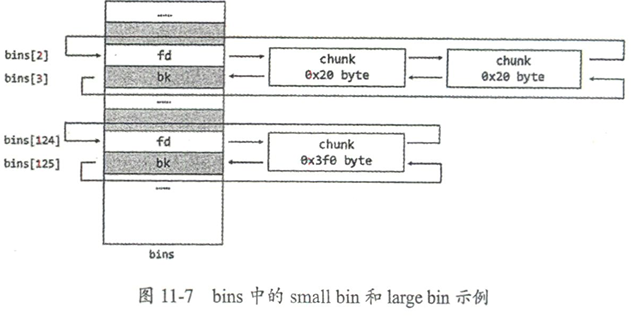 ……
bins[2]
fd
chunk
0x20 byte
chunk
0x20 byte
bins[3]
bk
……
bins[124]
fd
chunk
0x3f0 byte
bins[125]
bk
……
bins
图 11-7 bins 中的 small bin 和 large bin 示例